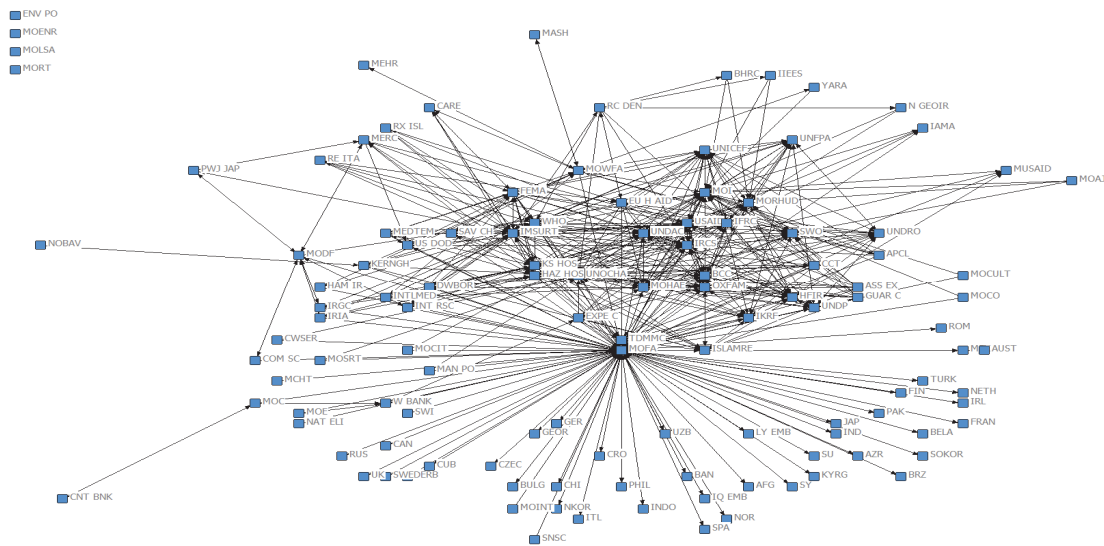 ENV PO
MOENR
MOLSA
MORT
MASH
MEHR
BHRC
IIEES
YARA
CARE
RC DEN
N GEOIR
RX ISL
IAMA
MERC
UNFPA
UNICEF
RE ITA
PWJ JAP
MOWFA
MUSAID
FEMA
MOI
EU H AID
MORHUD
WHO
USAID
IFRC
MEDTEM
SAV CH
IMSURT
UNDAC
SWO
UNDRO
NOBAV
US DOD
IRCS
MODF
APCL
KERNGH
KS HOS
CCT
HAZ HOS
UNOCHA
BCC
MOCULT
HAM IR
DWBOR
MOHAE
OXFAM
ASS EX
INTLMED
HFIR
GUAR C
MOCO
IRGC
INT RSC
UNDP
IRIA
EXPE C
IKRF
ROM
CWSER
TDMMC
MOCIT
MOFA
ISLAMRE
AUST
COM SC
MOSRT
MAN PO
MCHT
TURK
FIN
NETH
MOC
W BANK
IRL
MOE
SWI
PAK
NAT ELI
GER
JAP
FRAN
GEOR
UZB
LY EMB
IND
BELA
CAN
RUS
CRO
SU
AZR
SOKOR
CUB
CZEC
UK
SWEDERB
BAN
KYRG
BRZ
BULG
CHI
PHIL
AFG
SY
CNT BNK
IQ EMB
MOINT
NKOR
INDO
ITL
NOR
SPA
SNSC